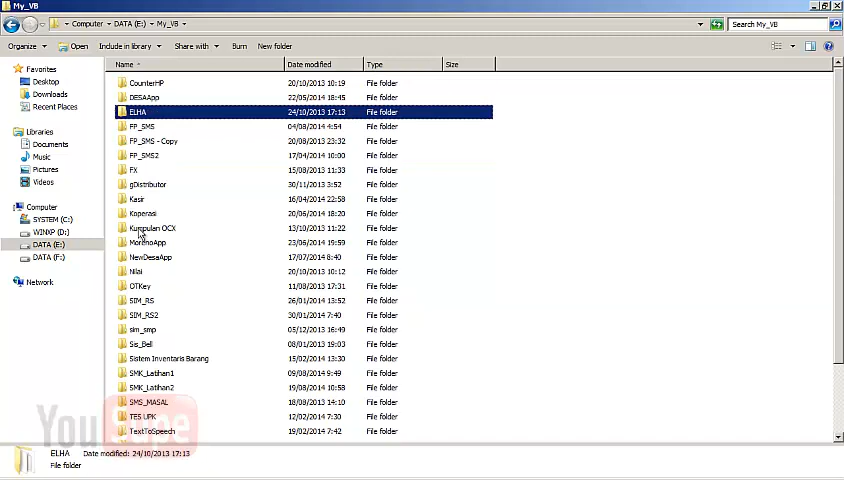 My_VB
Computer ▸ DATA (E:) ▸ My_VB ▸
Search My_VB
Organize Open Include in library Share with Burn New folder
Name Date modified Type Size
Favorites
Desktop
Downloads
Recent Places
Libraries
Documents
Music
Pictures
Videos
Computer
SYSTEM (C:)
WINXP (D:)
DATA (E:)
DATA (F:)
Network
CounterHP 20/10/2013 10:19 File folder
DESAApp 22/05/2014 18:45 File folder
ELHA 24/10/2013 17:13 File folder
FP_SMS 04/08/2014 4:54 File folder
FP_SMS - Copy 20/08/2013 23:32 File folder
FP_SMS2 17/04/2014 10:00 File folder
FX 15/08/2013 11:33 File folder
gDistributor 30/11/2013 3:52 File folder
Kasir 16/04/2014 22:58 File folder
Koperasi 20/06/2014 18:20 File folder
Kumpulan OCX 13/10/2013 11:22 File folder
MorenoApp 23/06/2014 19:59 File folder
NewDesaApp 17/07/2014 8:40 File folder
Nilai 20/10/2013 10:12 File folder
OTKey 11/08/2013 17:31 File folder
SIM_RS 26/01/2014 13:52 File folder
SIM_RS2 30/01/2014 7:40 File folder
sim_smp 05/12/2013 16:49 File folder
Sis_Bell 08/01/2013 19:03 File folder
Sistem Inventaris Barang 15/02/2014 13:30 File folder
SMK_Latihan1 09/08/2014 9:49 File folder
SMK_Latihan2 19/08/2014 10:58 File folder
SMS_MASAL 18/08/2013 14:10 File folder
TES UPK 12/02/2014 7:30 File folder
TextToSpeech 19/02/2014 7:42 File folder
YouSupe
ELHA Date modified: 24/10/2013 17:13
File folder